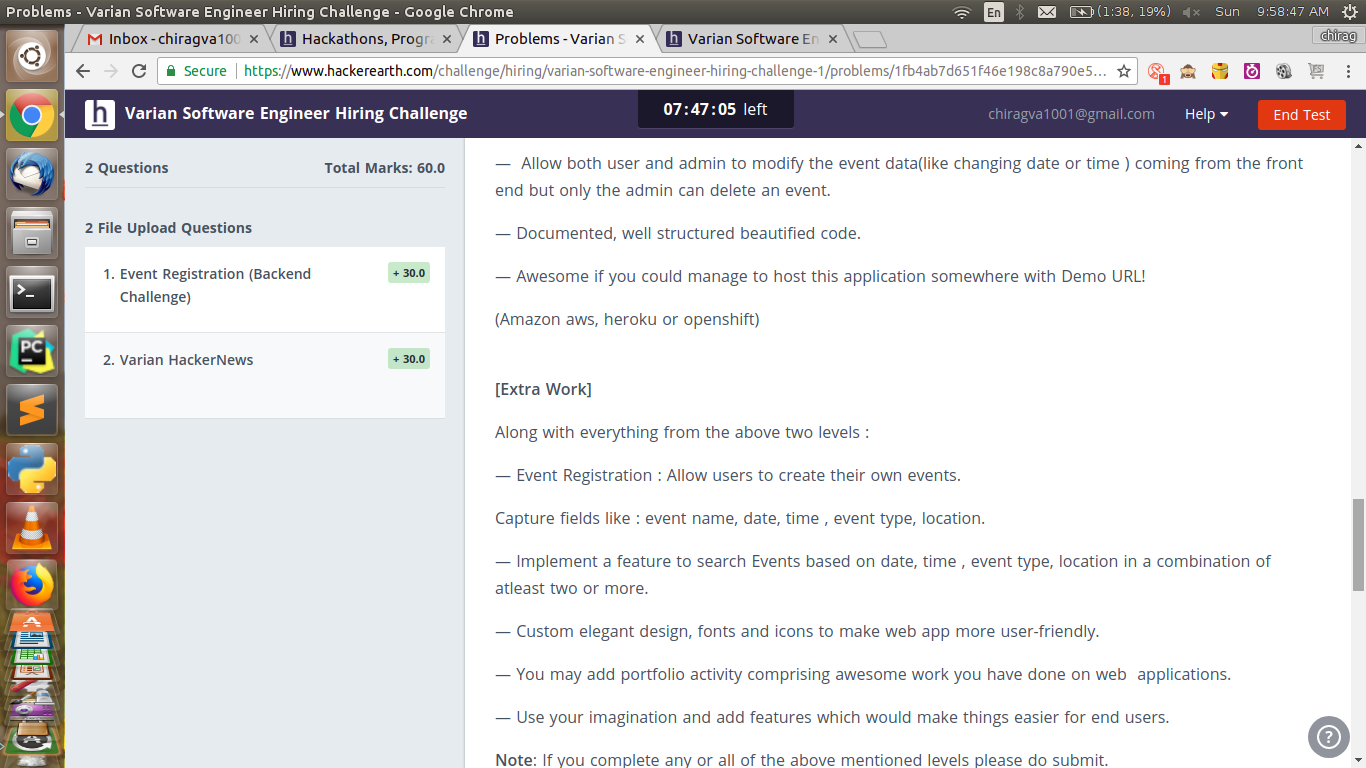 Problems - Varian Software Engineer Hiring Challenge - Google Chrome
En
(1:38, 19%)
Sun
9:58:47 AM
Inbox - chiragva100
Hackathons, Progra
Problems - Varian S
Varian Software En
chirag
Secure
https://www.hackerearth.com/challenge/hiring/varian-software-engineer-hiring-challenge-1/problems/1fb4ab7d651f46e198c8a790e5...
1
h
Varian Software Engineer Hiring Challenge
07:47:05 left
chiragva1001@gmail.com
Help
End Test
2 Questions
Total Marks: 60.0
2 File Upload Questions
1. Event Registration (Backend
Challenge)
+ 30.0
2. Varian HackerNews
+ 30.0
PC
— Allow both user and admin to modify the event data(like changing date or time ) coming from the front
end but only the admin can delete an event.
— Documented, well structured beautified code.
— Awesome if you could manage to host this application somewhere with Demo URL!
(Amazon aws, heroku or openshift)
[Extra Work]
Along with everything from the above two levels :
— Event Registration : Allow users to create their own events.
Capture fields like : event name, date, time , event type, location.
— Implement a feature to search Events based on date, time , event type, location in a combination of
atleast two or more.
— Custom elegant design, fonts and icons to make web app more user-friendly.
— You may add portfolio activity comprising awesome work you have done on web  applications.
— Use your imagination and add features which would make things easier for end users.
Note: If you complete any or all of the above mentioned levels please do submit.
?